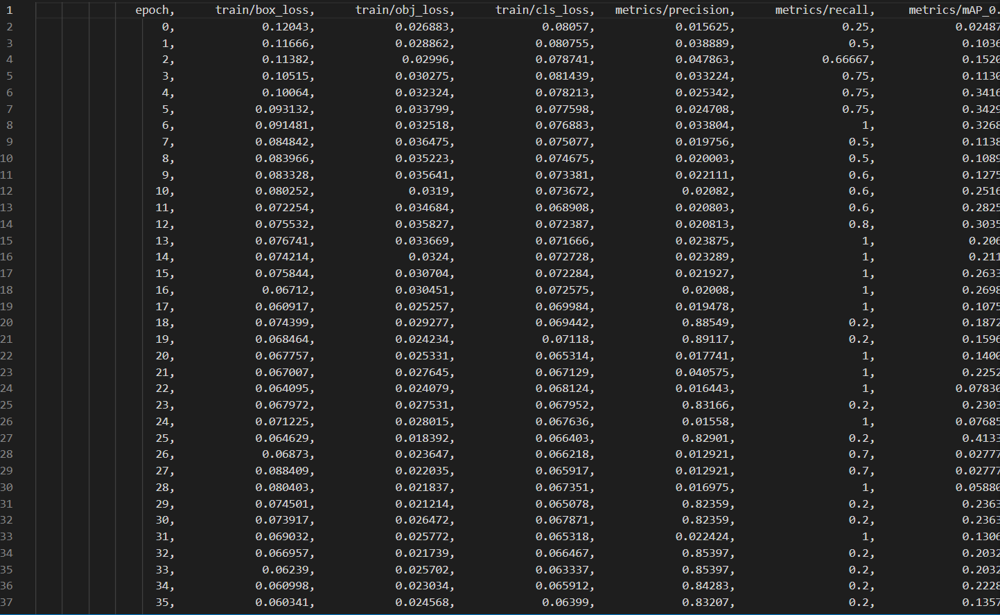 1 epoch, train/box_loss, train/obj_loss, train/cls_loss, metrics/precision, metrics/recall, metrics/mAP_0.
2 0, 0.12043, 0.026883, 0.08057, 0.015625, 0.25, 0.02487
3 1, 0.11666, 0.028862, 0.080755, 0.038889, 0.5, 0.1036
4 2, 0.11382, 0.02996, 0.078741, 0.047863, 0.66667, 0.1520
5 3, 0.10515, 0.030275, 0.081439, 0.033224, 0.75, 0.1130
6 4, 0.10064, 0.032324, 0.078213, 0.025342, 0.75, 0.3416
7 5, 0.093132, 0.033799, 0.077598, 0.024708, 0.75, 0.3429
8 6, 0.091481, 0.032518, 0.076883, 0.033804, 1, 0.3268
9 7, 0.084842, 0.036475, 0.075077, 0.019756, 0.5, 0.1138
10 8, 0.083966, 0.035223, 0.074675, 0.020003, 0.5, 0.1089
11 9, 0.083328, 0.035641, 0.073381, 0.022111, 0.6, 0.1275
12 10, 0.080252, 0.0319, 0.073672, 0.02082, 0.6, 0.2516
13 11, 0.072254, 0.034684, 0.068908, 0.020803, 0.6, 0.2825
14 12, 0.075532, 0.035827, 0.072387, 0.020813, 0.8, 0.3035
15 13, 0.076741, 0.033669, 0.071666, 0.023875, 1, 0.206
16 14, 0.074214, 0.0324, 0.072728, 0.023289, 1, 0.211
17 15, 0.075844, 0.030704, 0.072284, 0.021927, 1, 0.2633
18 16, 0.06712, 0.030451, 0.072575, 0.02008, 1, 0.2698
19 17, 0.060917, 0.025257, 0.069984, 0.019478, 1, 0.1075
20 18, 0.074399, 0.029277, 0.069442, 0.88549, 0.2, 0.1872
21 19, 0.068464, 0.024234, 0.07118, 0.89117, 0.2, 0.1596
22 20, 0.067757, 0.025331, 0.065314, 0.017741, 1, 0.1400
23 21, 0.067007, 0.027645, 0.067129, 0.040575, 1, 0.2252
24 22, 0.064095, 0.024079, 0.068124, 0.016443, 1, 0.07830
25 23, 0.067972, 0.027531, 0.067952, 0.83166, 0.2, 0.2303
26 24, 0.071225, 0.028015, 0.067636, 0.01558, 1, 0.07685
27 25, 0.064629, 0.018392, 0.066403, 0.82901, 0.2, 0.4133
28 26, 0.06873, 0.023647, 0.066218, 0.012921, 0.7, 0.02777
29 27, 0.088409, 0.022035, 0.065917, 0.012921, 0.7, 0.02777
30 28, 0.080403, 0.021837, 0.067351, 0.016975, 1, 0.05880
31 29, 0.074501, 0.021214, 0.065078, 0.82359, 0.2, 0.2363
32 30, 0.073917, 0.026472, 0.067871, 0.82359, 0.2, 0.2363
33 31, 0.069032, 0.025772, 0.065318, 0.022424, 1, 0.1306
34 32, 0.066957, 0.021739, 0.066467, 0.85397, 0.2, 0.2032
35 33, 0.06239, 0.025702, 0.063337, 0.85397, 0.2, 0.2032
36 34, 0.060998, 0.023034, 0.065912, 0.84283, 0.2, 0.2228
37 35, 0.060341, 0.024568, 0.06399, 0.83207, 0.2, 0.1357